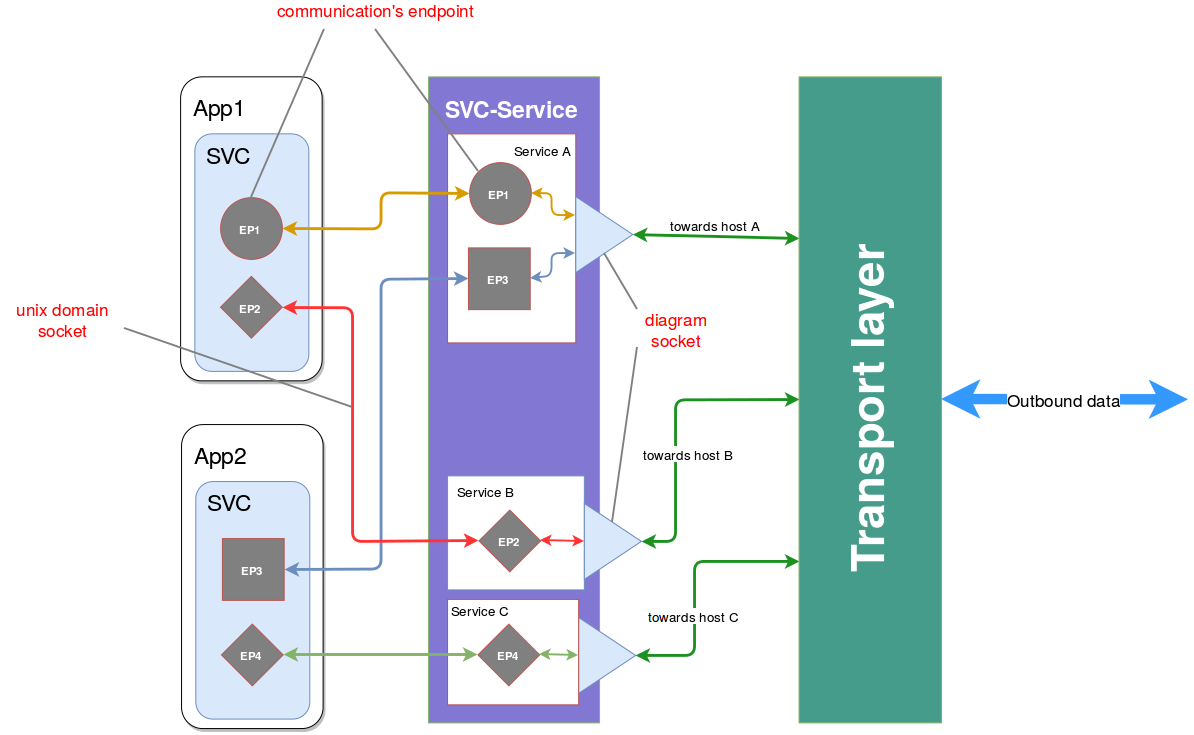 communication's endpoint
App1
SVC
EP1
EP2
unix domain
socket
App2
SVC
EP3
EP4
SVC-Service
Service A
EP1
EP3
Service B
EP2
Service C
EP4
towards host A
diagram
socket
towards host B
towards host C
Transport layer
Outbound data